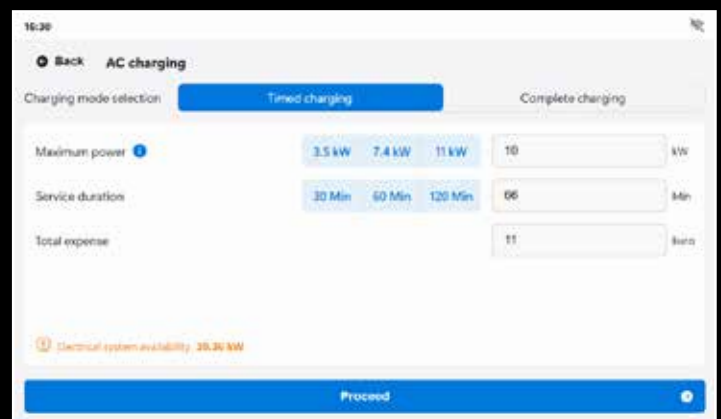 16:30
Back AC charging
Charging mode selection Timed charging Complete charging
Maximum power 3.5 kW 7.4 kW 11 kW 10 kW
Service duration 30 Min 60 Min 120 Min 66 Min
Total expense 11 Euro
Electrical system availability: kW
Proceed